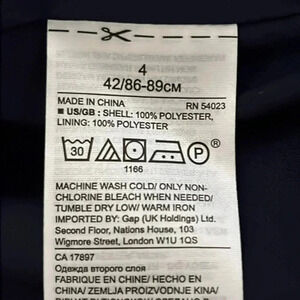 4
42/86-89CM
MADE IN CHINA RN 54023
■ US/GB : SHELL: 100% POLYESTER,
LINING: 100% POLYESTER
30 P®
1166
MACHINE WASH COLD/ ONLY NON-
CHLORINE BLEACH WHEN NEEDED/
TUMBLE DRY LOW/ WARM IRON
IMPORTED BY: Gap (UK Holdings) Ltd.
Second Floor, Nations House, 103
Wigmore Street, London W1U 1QS
CA 17897
Одежда второго слоя
FABRIQUE EN CHINE/ HECHO EN
CHINA/ ZEMLJA PROIZVODNJE KINA/